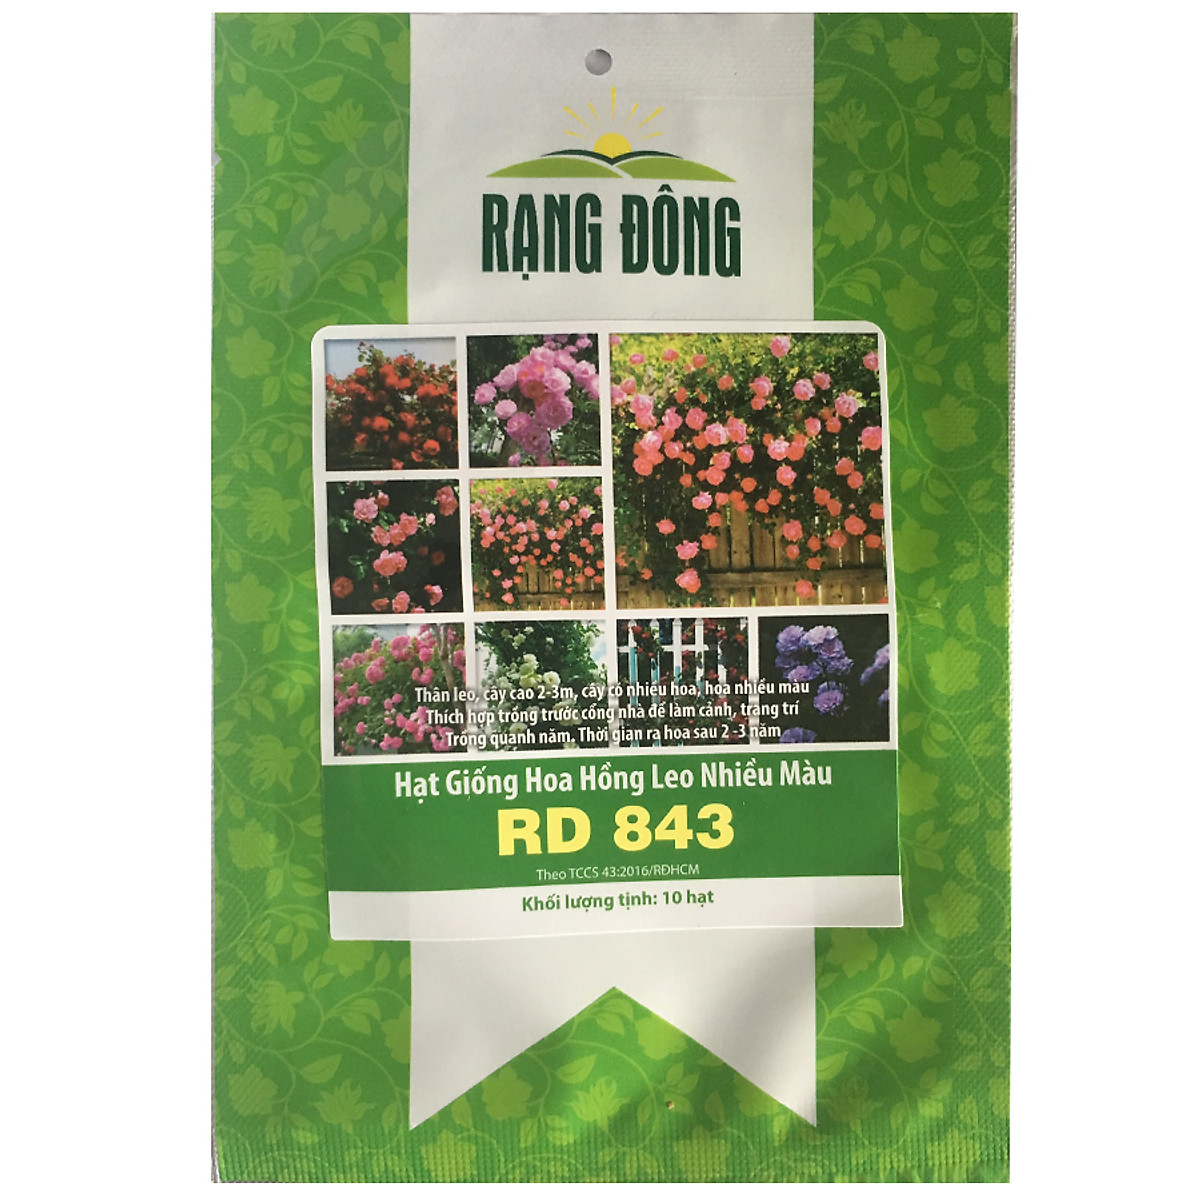 RẠNG ĐÔNG
Thân leo, cây cao 2-3m, cây có nhiều hoa, hoa nhiều màu
Thích hợp trồng trước cổng nhà để làm cảnh, trang trí
Trồng quanh năm. Thời gian ra hoa sau 2 -3 năm
Hạt Giống Hoa Hồng Leo Nhiều Màu
RD 843
Theo TCCS 43:2016/RĐHCM
Khối lượng tịnh: 10 hạt